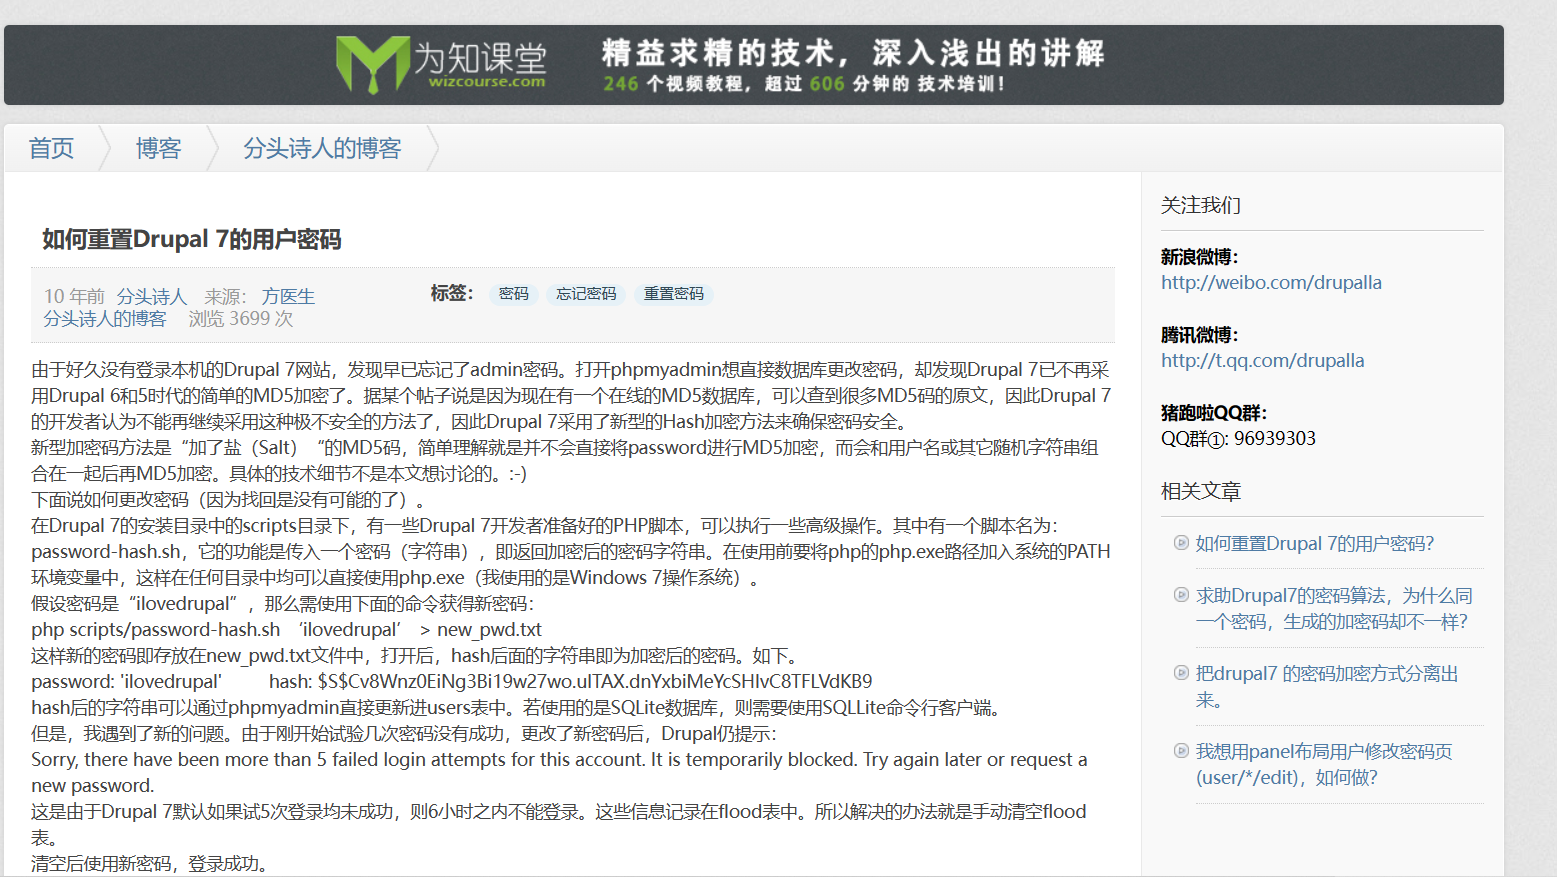 为知课堂
wizcourse.com
精益求精的技术，深入浅出的讲解
246 个视频教程，超过 606 分钟的 技术培训！
首页
博客
分头诗人的博客
如何重置Drupal 7的用户密码
10 年前 分头诗人 来源： 方医生
分头诗人的博客 浏览 3699 次
标签： 密码 忘记密码 重置密码
由于好久没有登录本机的Drupal 7网站，发现早已忘记了admin密码。打开phpmyadmin想直接数据库更改密码，却发现Drupal 7已不再采
用Drupal 6和5时代的简单的MD5加密了。据某个帖子说是因为现在有一个在线的MD5数据库，可以查到很多MD5码的原文，因此Drupal 7
的开发者认为不能再继续采用这种极不安全的方法了，因此Drupal 7采用了新型的Hash加密方法来确保密码安全。
新型加密码方法是“加了盐（Salt）“的MD5码，简单理解就是并不会直接将password进行MD5加密，而会和用户名或其它随机字符串组
合在一起后再MD5加密。具体的技术细节不是本文想讨论的。:-)
下面说如何更改密码（因为找回是没有可能的了）。
在Drupal 7的安装目录中的scripts目录下，有一些Drupal 7开发者准备好的PHP脚本，可以执行一些高级操作。其中有一个脚本名为：
password-hash.sh，它的功能是传入一个密码（字符串），即返回加密后的密码字符串。在使用前要将php的php.exe路径加入系统的PATH
环境变量中，这样在任何目录中均可以直接使用php.exe（我使用的是Windows 7操作系统）。
假设密码是“ilovedrupal”，那么需使用下面的命令获得新密码：
php scripts/password-hash.sh ‘ilovedrupal’ > new_pwd.txt
这样新的密码即存放在new_pwd.txt文件中，打开后，hash后面的字符串即为加密后的密码。如下。
password: 'ilovedrupal' hash: $S$Cv8Wnz0EiNg3Bi19w27wo.uITAX.dnYxbiMeYcSHIvC8TFLVdKB9
hash后的字符串可以通过phpmyadmin直接更新进users表中。若使用的是SQLite数据库，则需要使用SQLLite命令行客户端。
但是，我遇到了新的问题。由于刚开始试验几次密码没有成功，更改了新密码后，Drupal仍提示：
Sorry, there have been more than 5 failed login attempts for this account. It is temporarily blocked. Try again later or request a
new password.
这是由于Drupal 7默认如果试5次登录均未成功，则6小时之内不能登录。这些信息记录在flood表中。所以解决的办法就是手动清空flood
表。
清空后使用新密码，登录成功。
关注我们
新浪微博：
http://weibo.com/drupalla
腾讯微博：
http://t.qq.com/drupalla
猪跑啦QQ群：
QQ群①: 96939303
相关文章
如何重置Drupal 7的用户密码？
求助Drupal7的密码算法，为什么同
一个密码，生成的加密码却不一样？
把drupal7 的密码加密方式分离出
来。
我想用panel布局用户修改密码页
(user/*/edit)，如何做？